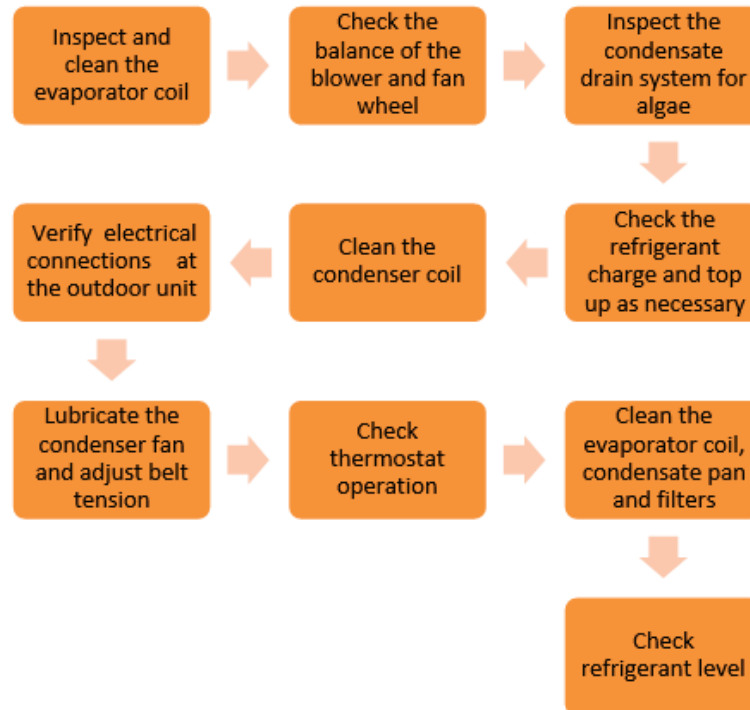 Inspect and
clean the
evaporator coil
Check the
balance of the
blower and fan
wheel
Inspect the
condensate
drain system for
algae
Check the
refrigerant
charge and top
up as necessary
Clean the
condenser coil
Verify electrical
connections at
the outdoor unit
Lubricate the
condenser fan
and adjust belt
tension
Check
thermostat
operation
Clean the
evaporator coil,
condensate pan
and filters
Check
refrigerant level